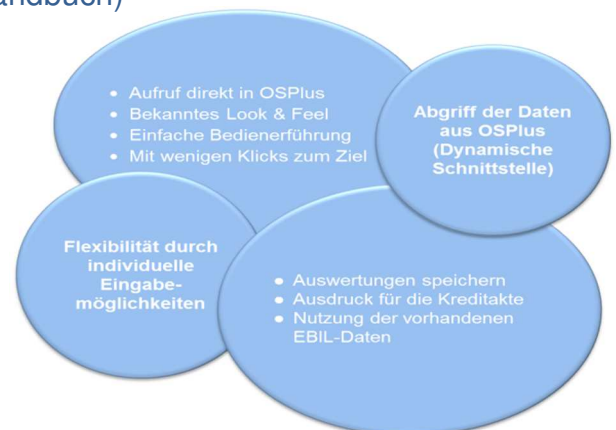 andbuch)
• Aufruf direkt in OSPlus
• Bekanntes Look & Feel
• Einfache Bedienerführung
• Mit wenigen Klicks zum Ziel
Abgriff der Daten
aus OSPlus
(Dynamische
Schnittstelle)
Flexibilität durch
individuelle
Eingabe-
möglichkeiten
• Auswertungen speichern
• Ausdruck für die Kreditakte
• Nutzung der vorhandenen
EBIL-Daten